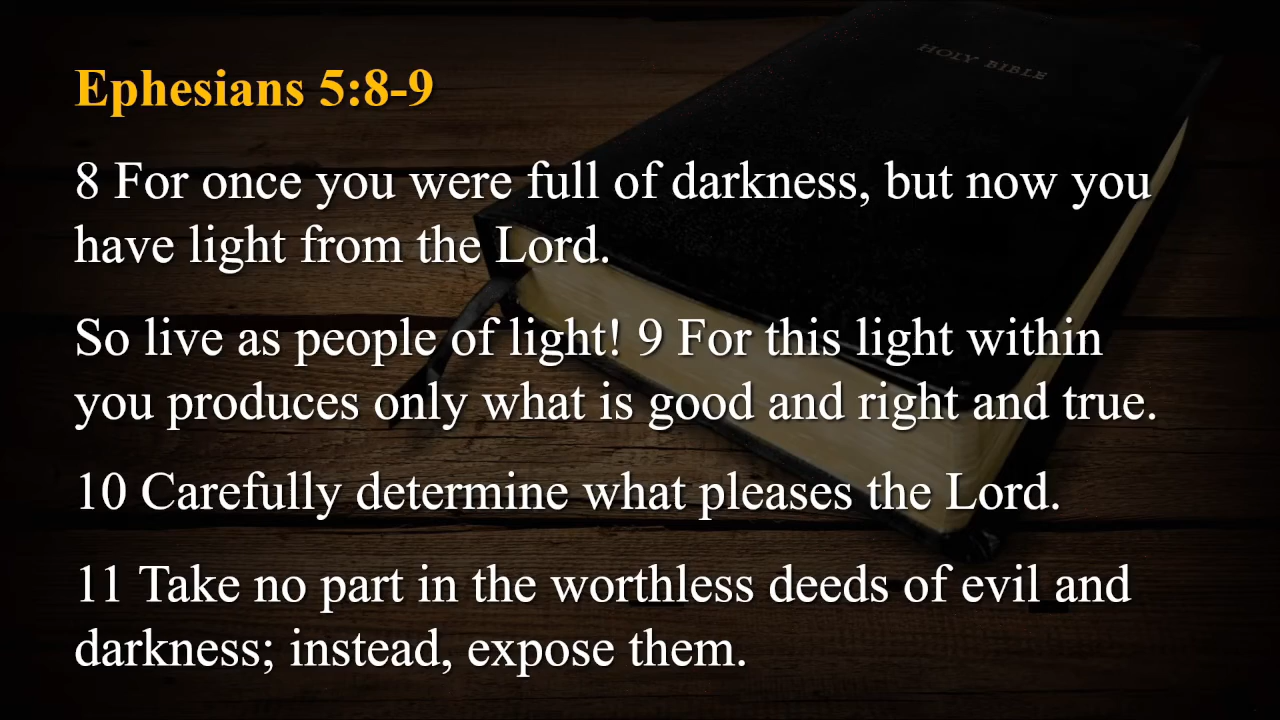 HOLY BIBLE
Ephesians 5:8-9
8 For once you were full of darkness, but now you
have light from the Lord.
So live as people of light! 9 For this light within
you produces only what is good and right and true.
10 Carefully determine what pleases the Lord.
11 Take no part in the worthless deeds of evil and
darkness; instead, expose them.